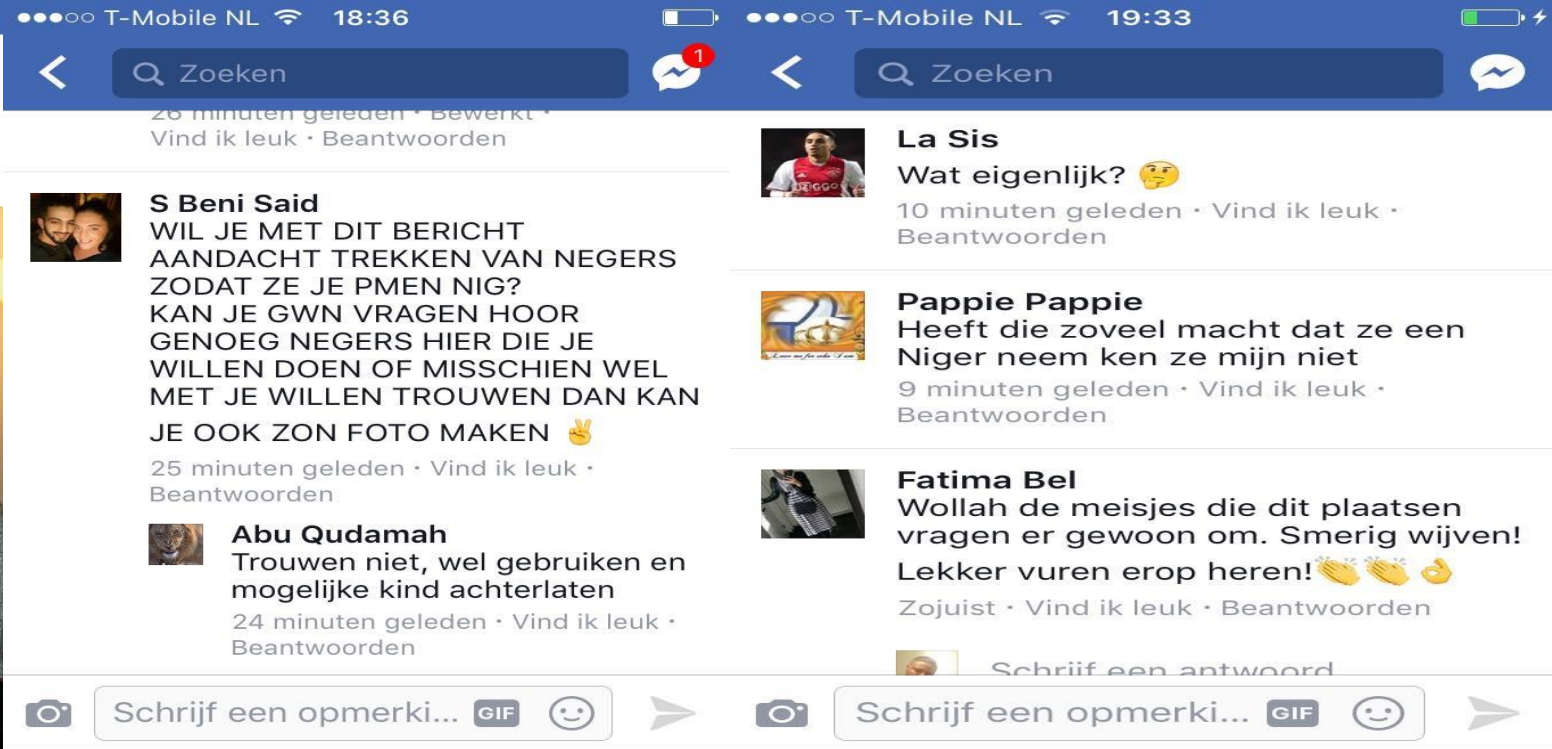 T-Mobile NL 18:36
Zoeken
1
26 minuten geleden · Bewerkt ·
Vind ik leuk · Beantwoorden
S Beni Said
WIL JE MET DIT BERICHT
AANDACHT TREKKEN VAN NEGERS
ZODAT ZE JE PMEN NIG?
KAN JE GWN VRAGEN HOOR
GENOEG NEGERS HIER DIE JE
WILLEN DOEN OF MISSCHIEN WEL
MET JE WILLEN TROUWEN DAN KAN
JE OOK ZON FOTO MAKEN ✌️
25 minuten geleden · Vind ik leuk ·
Beantwoorden
Abu Qudamah
Trouwen niet, wel gebruiken en
mogelijke kind achterlaten
24 minuten geleden · Vind ik leuk ·
Beantwoorden
Schrijf een opmerki... GIF
T-Mobile NL 19:33
Zoeken
La Sis
ZIGGO
Wat eigenlijk? 🤔
10 minuten geleden · Vind ik leuk ·
Beantwoorden
Pappie Pappie
Heeft die zoveel macht dat ze een
Niger neem ken ze mijn niet
9 minuten geleden · Vind ik leuk ·
Beantwoorden
Fatima Bel
Wollah de meisjes die dit plaatsen
vragen er gewoon om. Smerig wijven!
Lekker vuren erop heren!👏👏👌
Zojuist · Vind ik leuk · Beantwoorden
Schrijf een antwoord
Schrijf een opmerki... GIF